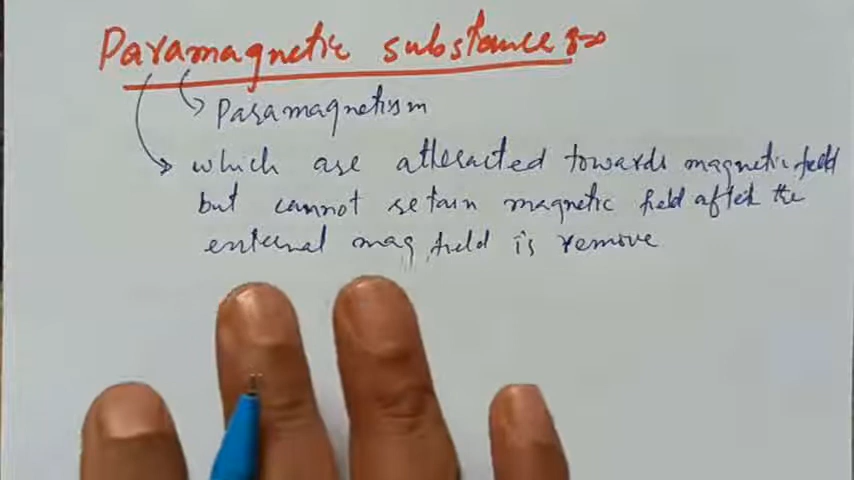 Paramagnetic substance :-
Paramagnetism
which are attracted towards magnetic field
but cannot retain magnetic field after the
external mag field is remove